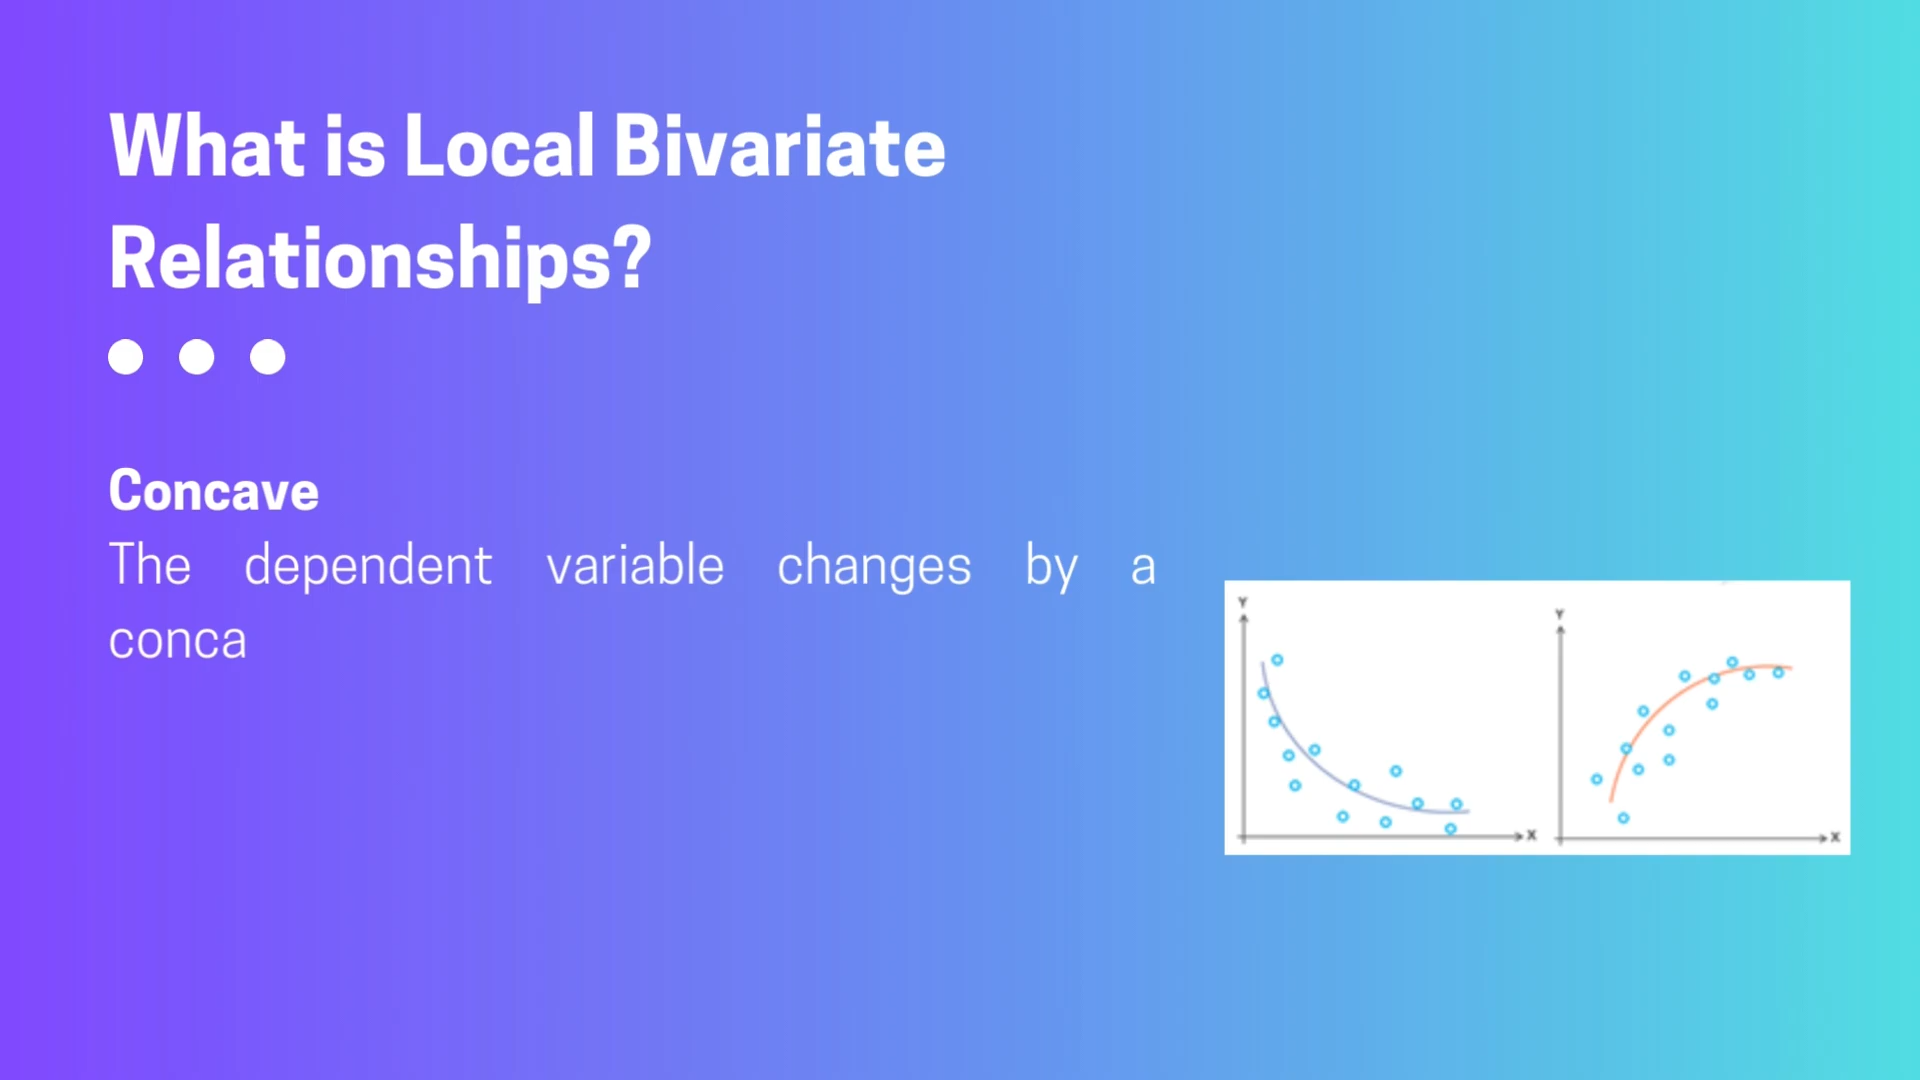 What is Local Bivariate
Relationships?
Concave
The dependent variable changes by a
conca
Y
X
Y
X